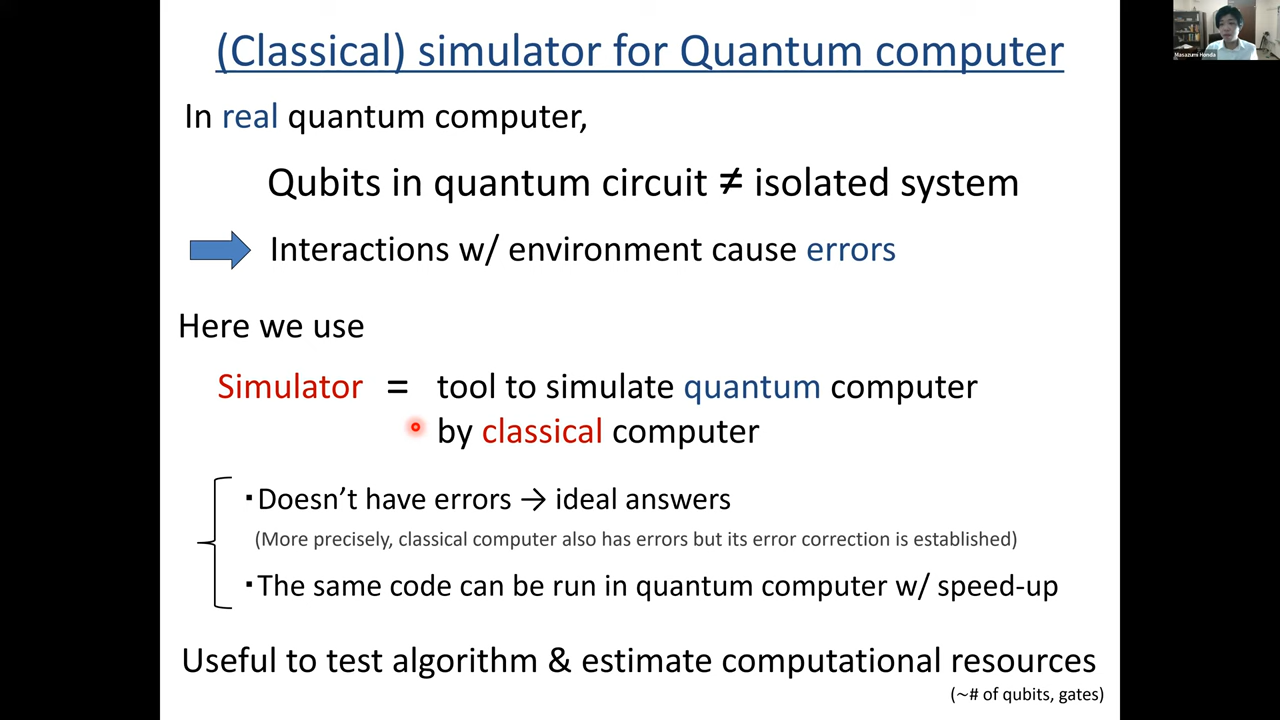 (Classical) simulator for Quantum computer
Masazumi Honda
In real quantum computer,
Qubits in quantum circuit ≠ isolated system
Interactions w/ environment cause errors
Here we use
Simulator = tool to simulate quantum computer
by classical computer
・Doesn’t have errors → ideal answers
(More precisely, classical computer also has errors but its error correction is established)
・The same code can be run in quantum computer w/ speed-up
Useful to test algorithm & estimate computational resources
(~# of qubits, gates)